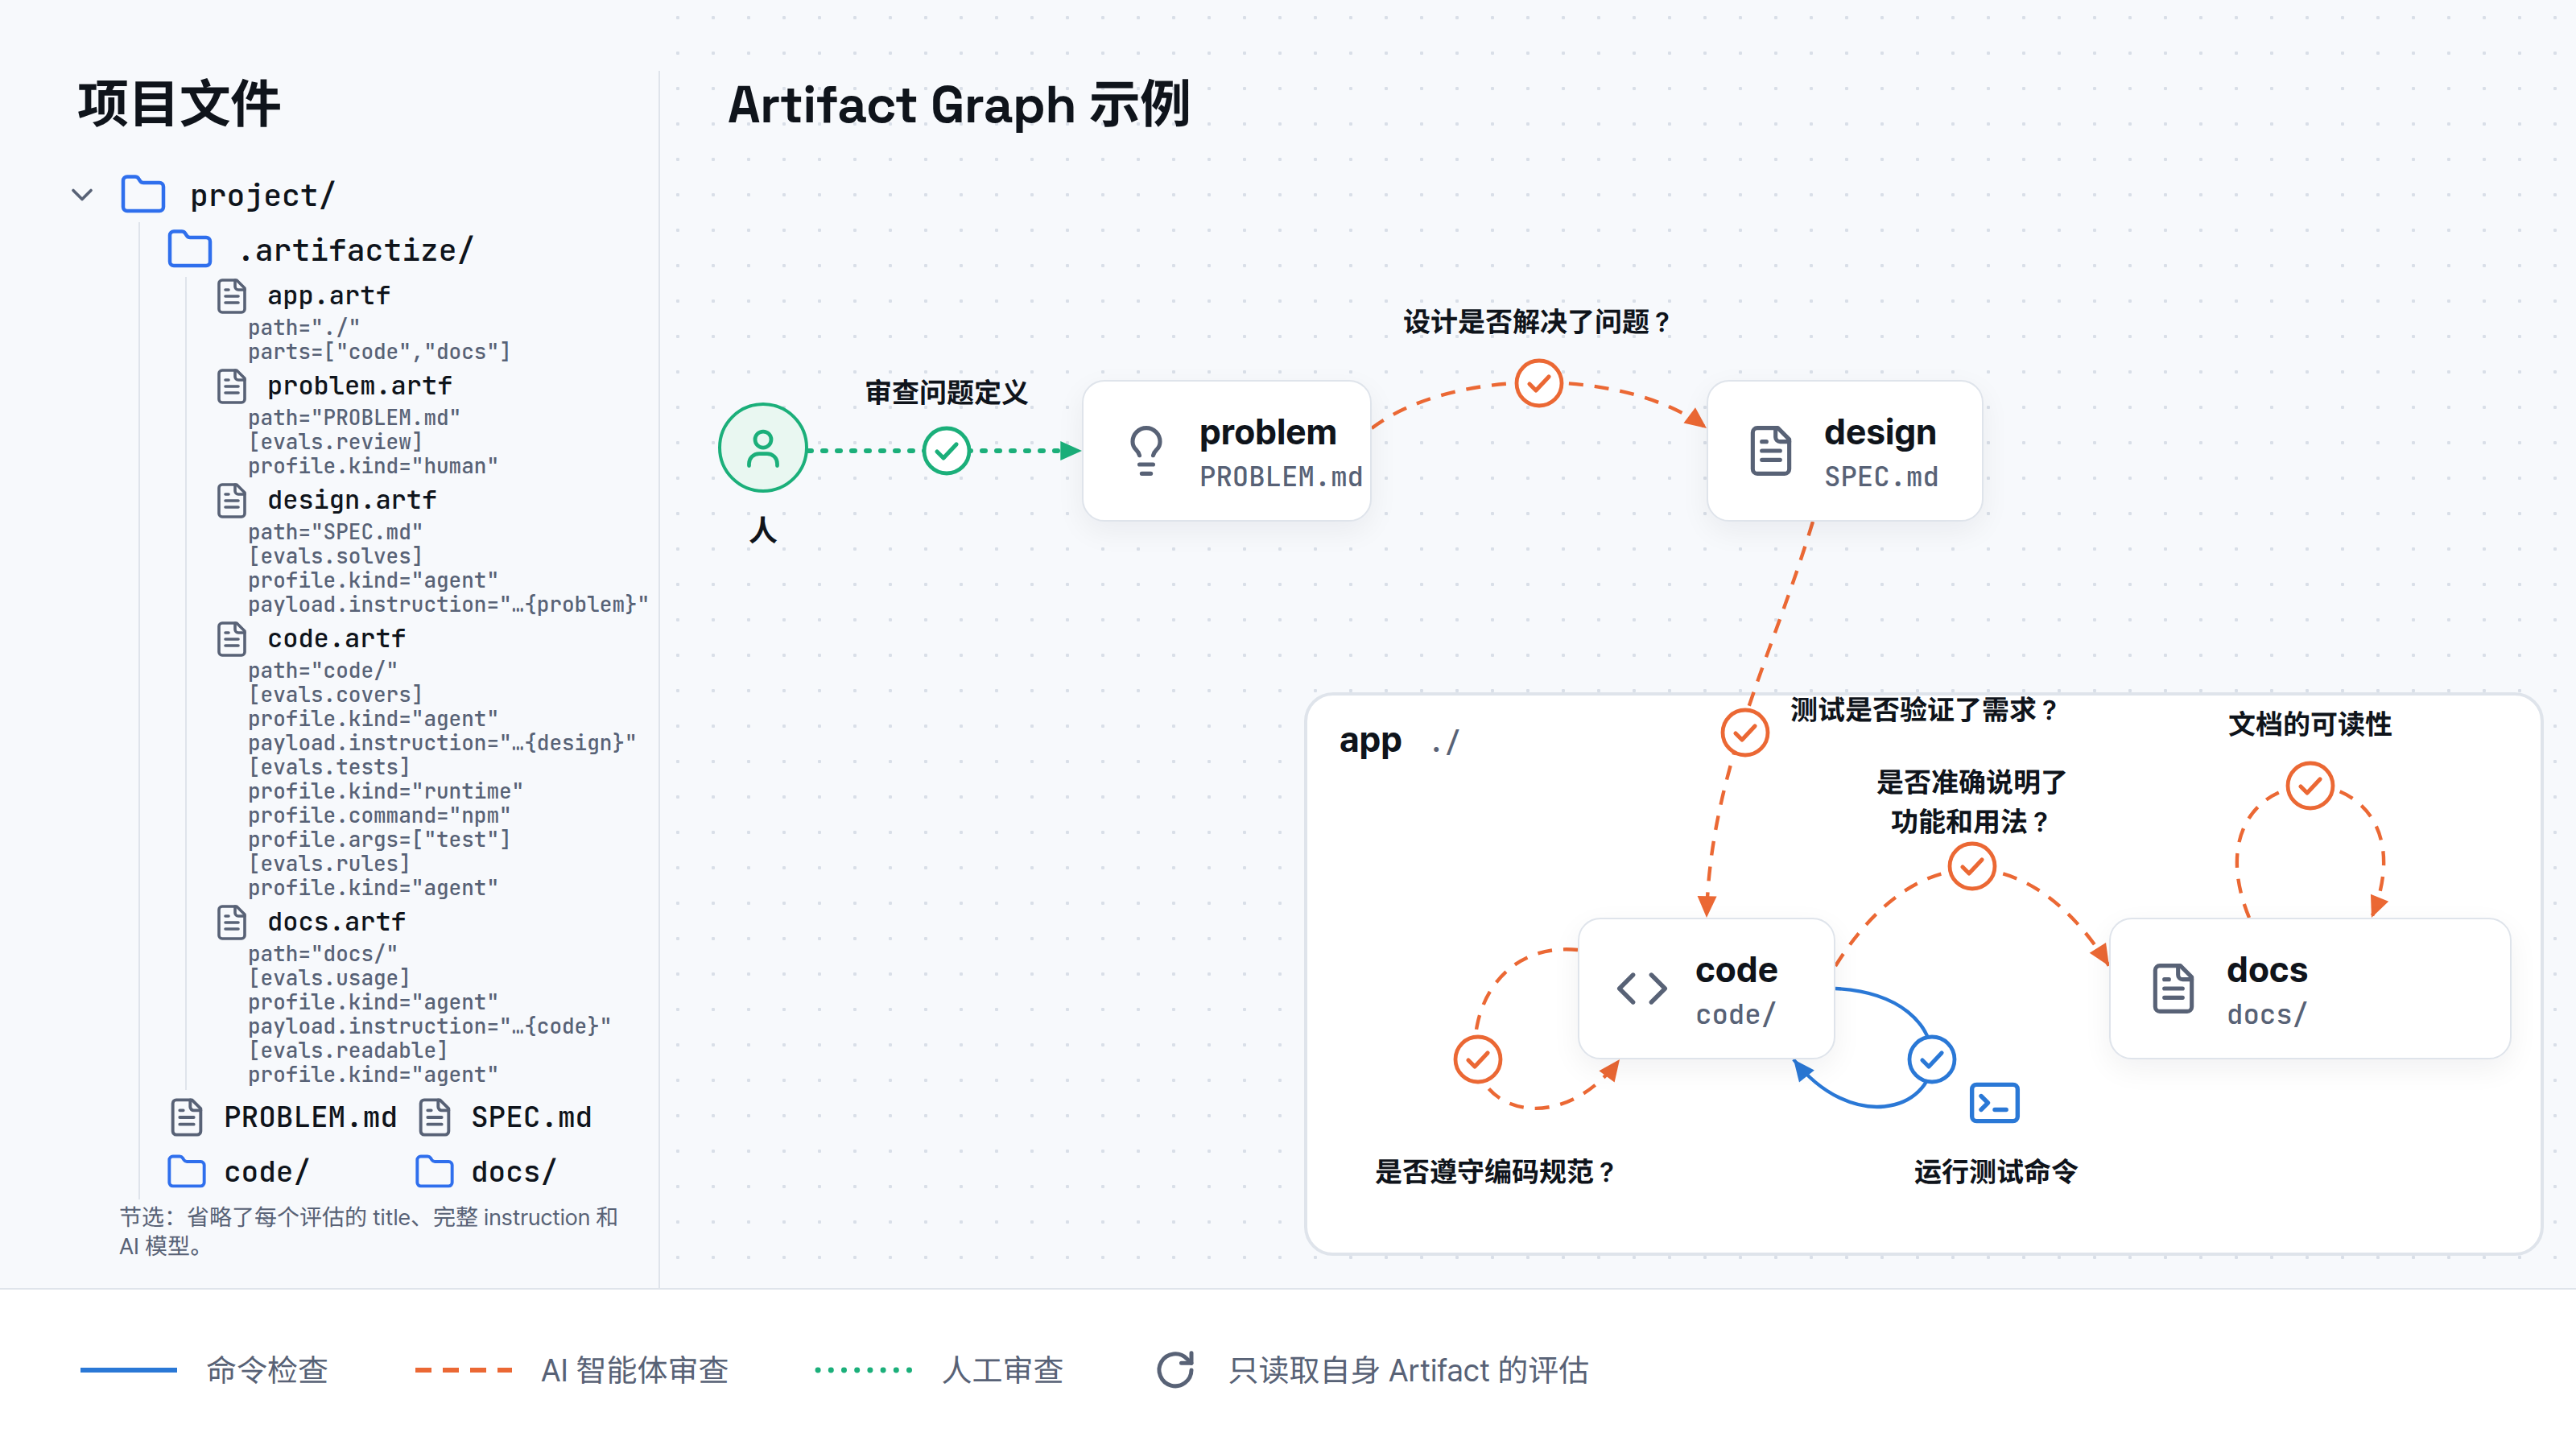 项目文件
project/
.artifactize/
app.artf
path="./"
parts=["code","docs"]
problem.artf
path="PROBLEM.md"
[evals.review]
profile.kind="human"
design.artf
path="SPEC.md"
[evals.solves]
profile.kind="agent"
payload.instruction="…{problem}"
code.artf
path="code/"
[evals.covers]
profile.kind="agent"
payload.instruction="…{design}"
[evals.tests]
profile.kind="runtime"
profile.command="npm"
profile.args=["test"]
[evals.rules]
profile.kind="agent"
docs.artf
path="docs/"
[evals.usage]
profile.kind="agent"
payload.instruction="…{code}"
[evals.readable]
profile.kind="agent"
PROBLEM.md SPEC.md
code/ docs/
节选：省略了每个评估的 title、完整 instruction 和
AI 模型。
Artifact Graph 示例
设计是否解决了问题？
审查问题定义
人
problem
PROBLEM.md
design
SPEC.md
app ./
测试是否验证了需求？
文档的可读性
是否准确说明了
功能和用法？
code
code/
docs
docs/
是否遵守编码规范？
运行测试命令
命令检查
AI 智能体审查
人工审查
只读取自身 Artifact 的评估